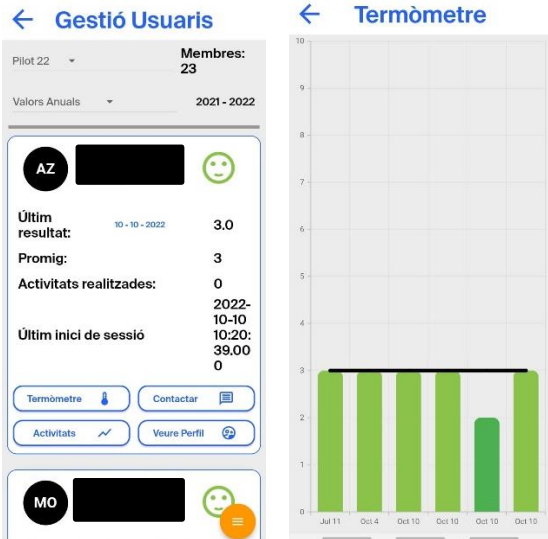 Gestió Usuaris
Pilot 22
Membres:
23
Valors Anuals
2021 - 2022
AZ
Últim
resultat:
10 - 10 - 2022
3.0
Promig:
3
Activitats realitzades:
0
Últim inici de sessió
2022-
10-10
10:20:
39.00
0
Termòmetre
Contactar
Activitats
Veure Perfil
MO
Termòmetre
10
9
8
7
6
5
4
3
2
1
0
Jul 11 Oct 4 Oct 10 Oct 10 Oct 10 Oct 10